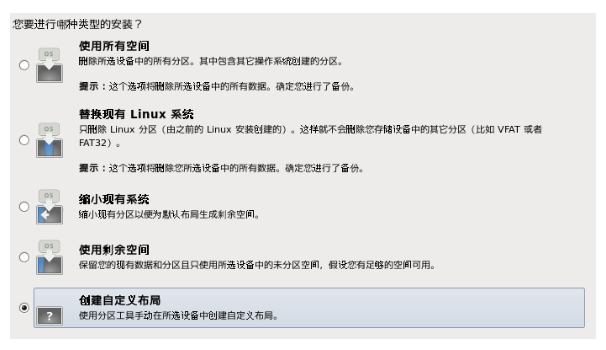 您要进行哪种类型的安装？
OS
使用所有空间
删除所选设备中的所有分区。其中包含其它操作系统创建的分区。
提示：这个选项将删除所选设备中的所有数据。确定您进行了备份。
OS
替换现有 Linux 系统
只删除 Linux 分区（由之前的 Linux 安装创建的）。这样就不会删除您存储设备中的其它分区（比如 VFAT 或者
FAT32）。
提示：这个选项将删除您所选设备中的所有数据。确定您进行了备份。
OS
缩小现有系统
缩小现有分区以便为默认布局生成剩余空间。
OS
使用剩余空间
保留您的现有数据和分区且只使用所选设备中的未分区空间，假设您有足够的空间可用。
?
创建自定义布局
使用分区工具手动在所选设备中创建自定义布局。